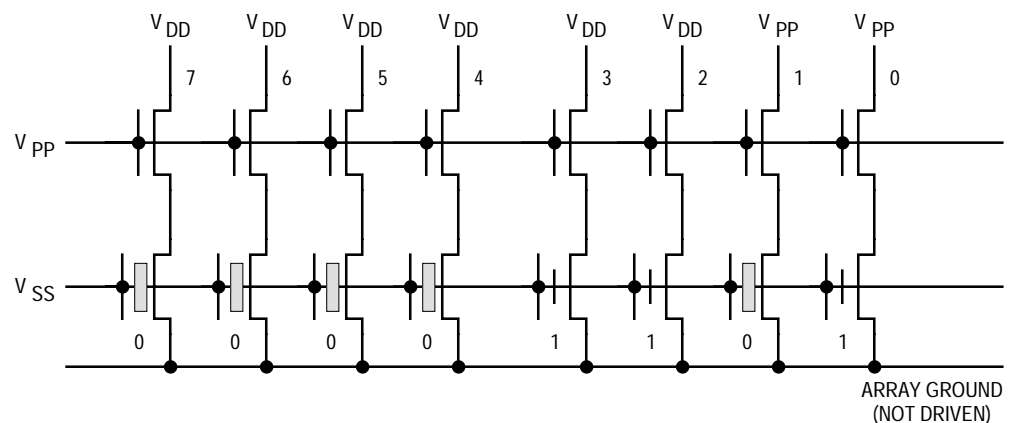 V DD V DD V DD V DD V DD V DD V PP V PP
7 6 5 4 3 2 1 0
V PP
V SS
0 0 0 0 1 1 0 1
ARRAY GROUND
(NOT DRIVEN)